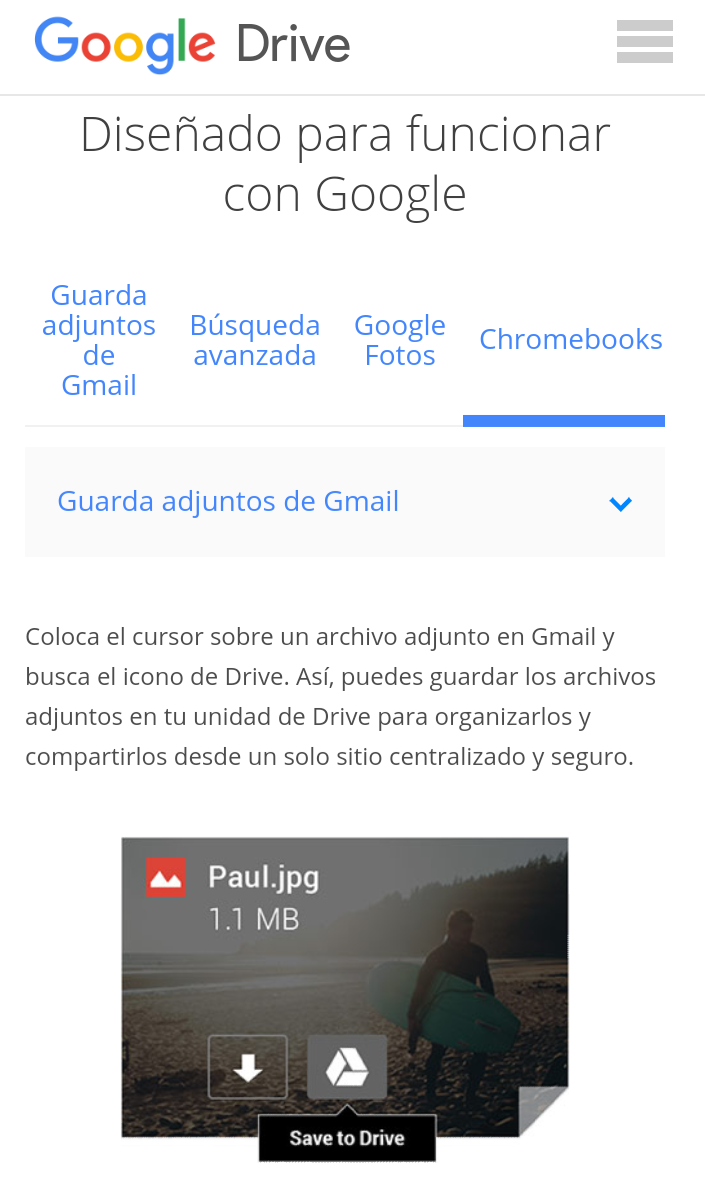 Google Drive
Diseñado para funcionar
con Google
Guarda
adjuntos
de
Gmail
Búsqueda
avanzada
Google
Fotos
Chromebooks
Guarda adjuntos de Gmail
Coloca el cursor sobre un archivo adjunto en Gmail y
busca el icono de Drive. Así, puedes guardar los archivos
adjuntos en tu unidad de Drive para organizarlos y
compartirlos desde un solo sitio centralizado y seguro.
Paul.jpg
1.1 MB
Save to Drive